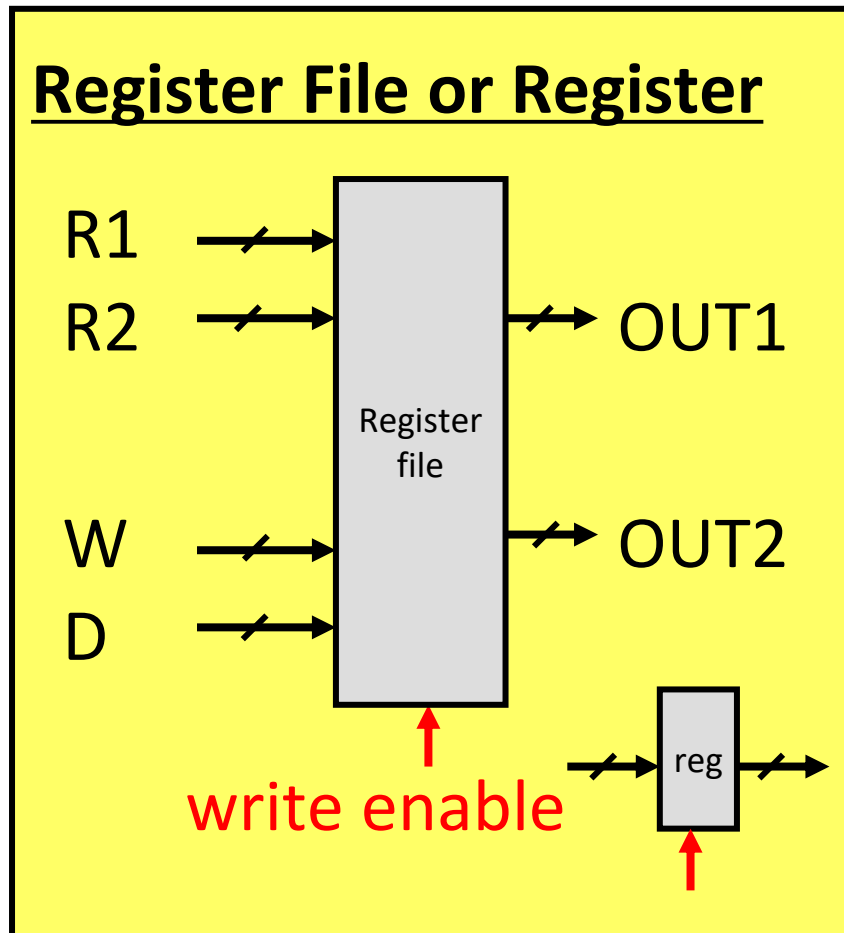 Register File or Register
R1
R2
OUT1
Register
file
W
OUT2
D
reg
write enable